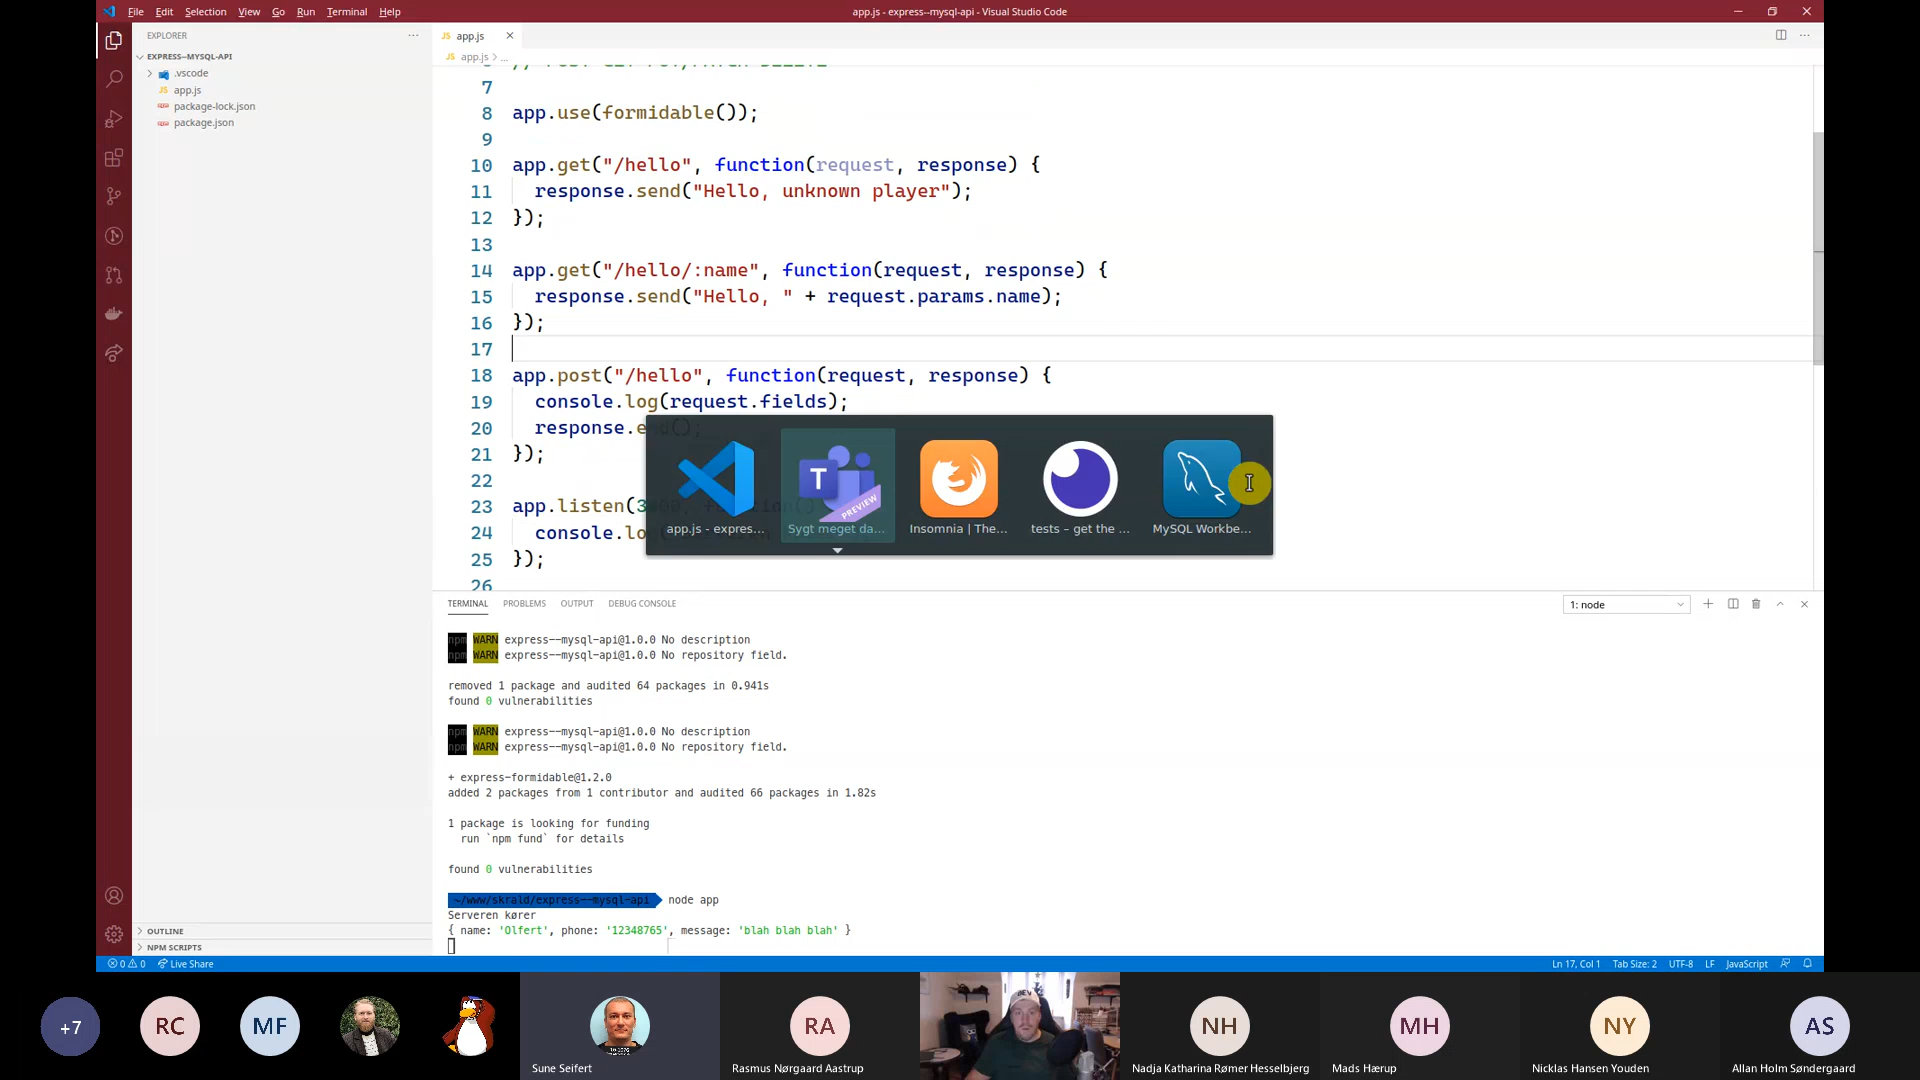 File Edit Selection View Go Run Terminal Help
app.js - express--mysql-api - Visual Studio Code
EXPLORER
EXPRESS--MYSQL-API
.vscode
JS app.js
package-lock.json
package.json
OUTLINE
NPM SCRIPTS
JS app.js
JS app.js > ...
7
8 app.use(formidable());
9
10 app.get("/hello", function(request, response) {
11 response.send("Hello, unknown player");
12 });
13
14 app.get("/hello/:name", function(request, response) {
15 response.send("Hello, " + request.params.name);
16 });
17
18 app.post("/hello", function(request, response) {
19 console.log(request.fields);
20 response.end();
21 });
22
23 app.listen(3
24 console.lo
25 });
26
app.js - expres...
T
PREVIEW
Sygt meget da...
Insomnia | The...
tests – get the ...
MySQL Workbe...
TERMINAL PROBLEMS OUTPUT DEBUG CONSOLE
1: node
npm WARN express--mysql-api@1.0.0 No description
npm WARN express--mysql-api@1.0.0 No repository field.
removed 1 package and audited 64 packages in 0.941s
found 0 vulnerabilities
npm WARN express--mysql-api@1.0.0 No description
npm WARN express--mysql-api@1.0.0 No repository field.
+ express-formidable@1.2.0
added 2 packages from 1 contributor and audited 66 packages in 1.82s
1 package is looking for funding
run `npm fund` for details
found 0 vulnerabilities
~/www/skrald/express--mysql-api node app
Serveren kører
{ name: 'Olfert', phone: '12348765', message: 'blah blah blah' }
0 0 Live Share
Ln 17, Col 1 Tab Size: 2 UTF-8 LF JavaScript
+7
RC
MF
Sune Seifert
RA
Rasmus Nørgaard Aastrup
NH
Nadja Katharina Rømer Hesselbjerg
MH
Mads Hærup
NY
Nicklas Hansen Youden
AS
Allan Holm Søndergaard